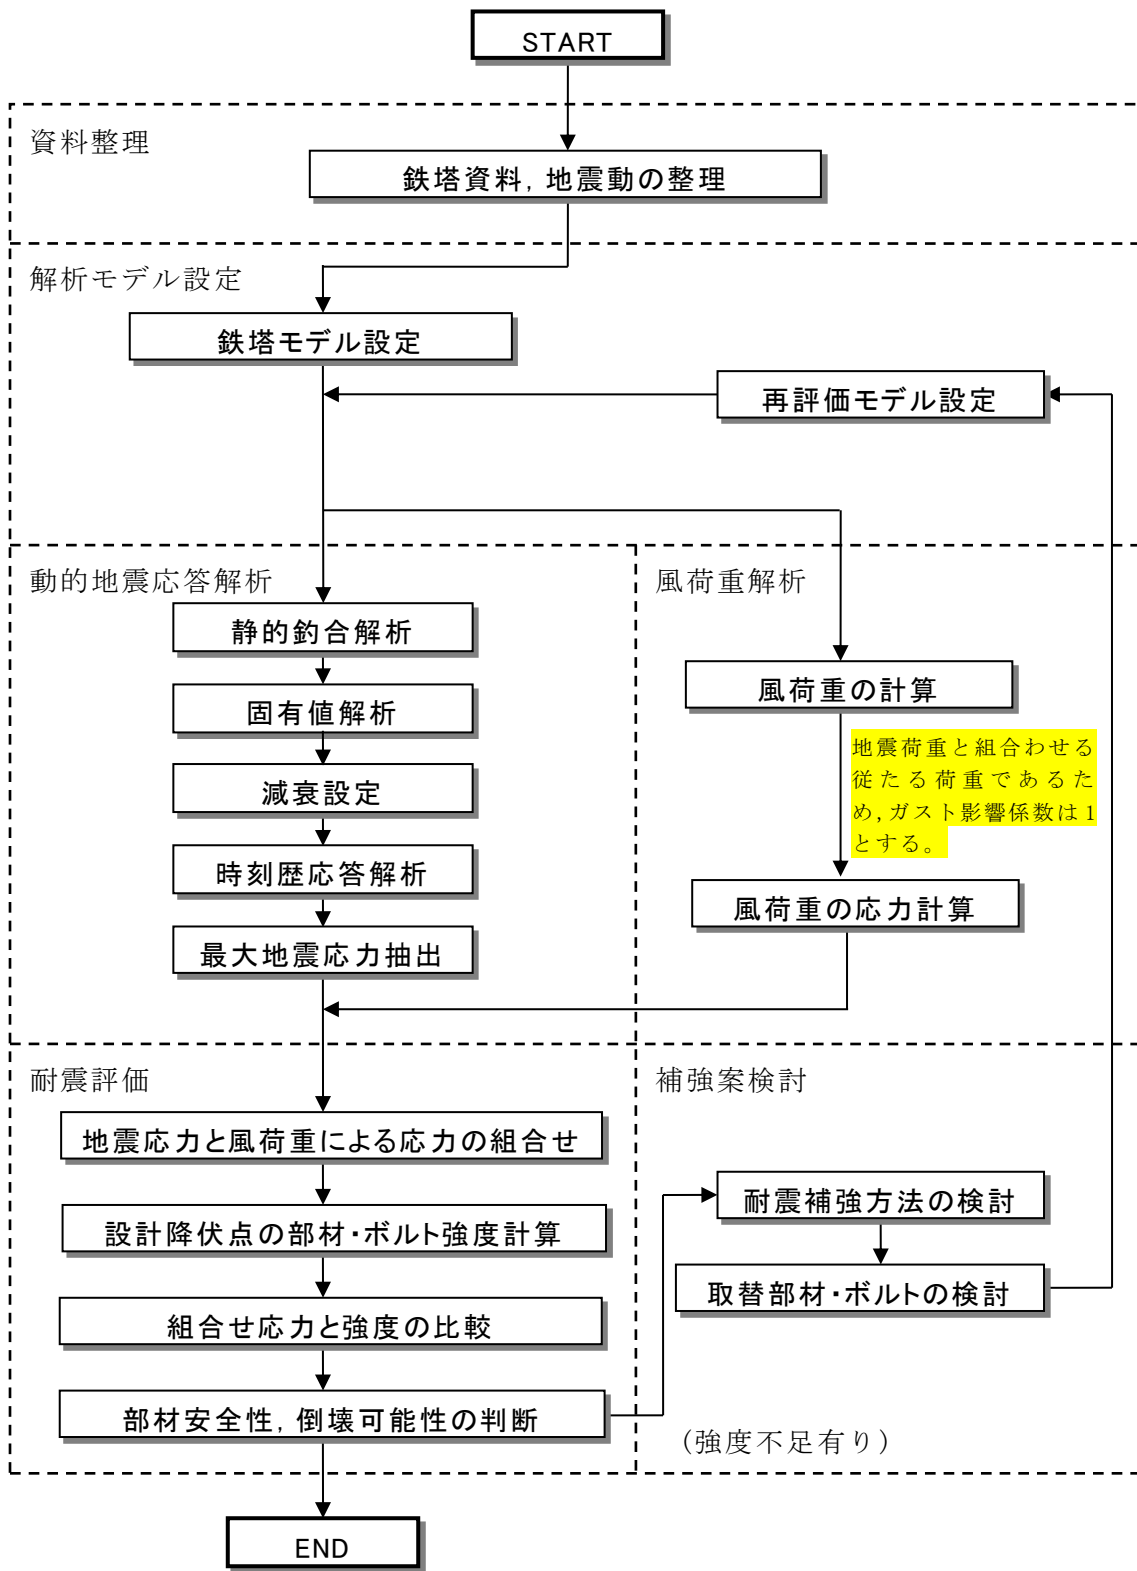 START
資料整理
鉄塔資料，地震動の整理
解析モデル設定
鉄塔モデル設定
再評価モデル設定
動的地震応答解析
静的釣合解析
固有値解析
減衰設定
時刻歴応答解析
最大地震応力抽出
風荷重解析
風荷重の計算
地震荷重と組合わせる
従たる荷重であるた
め，ガスト影響係数は1
とする。
風荷重の応力計算
耐震評価
地震応力と風荷重による応力の組合せ
設計降伏点の部材・ボルト強度計算
組合せ応力と強度の比較
部材安全性，倒壊可能性の判断
補強案検討
耐震補強方法の検討
取替部材・ボルトの検討
（強度不足有り）
END